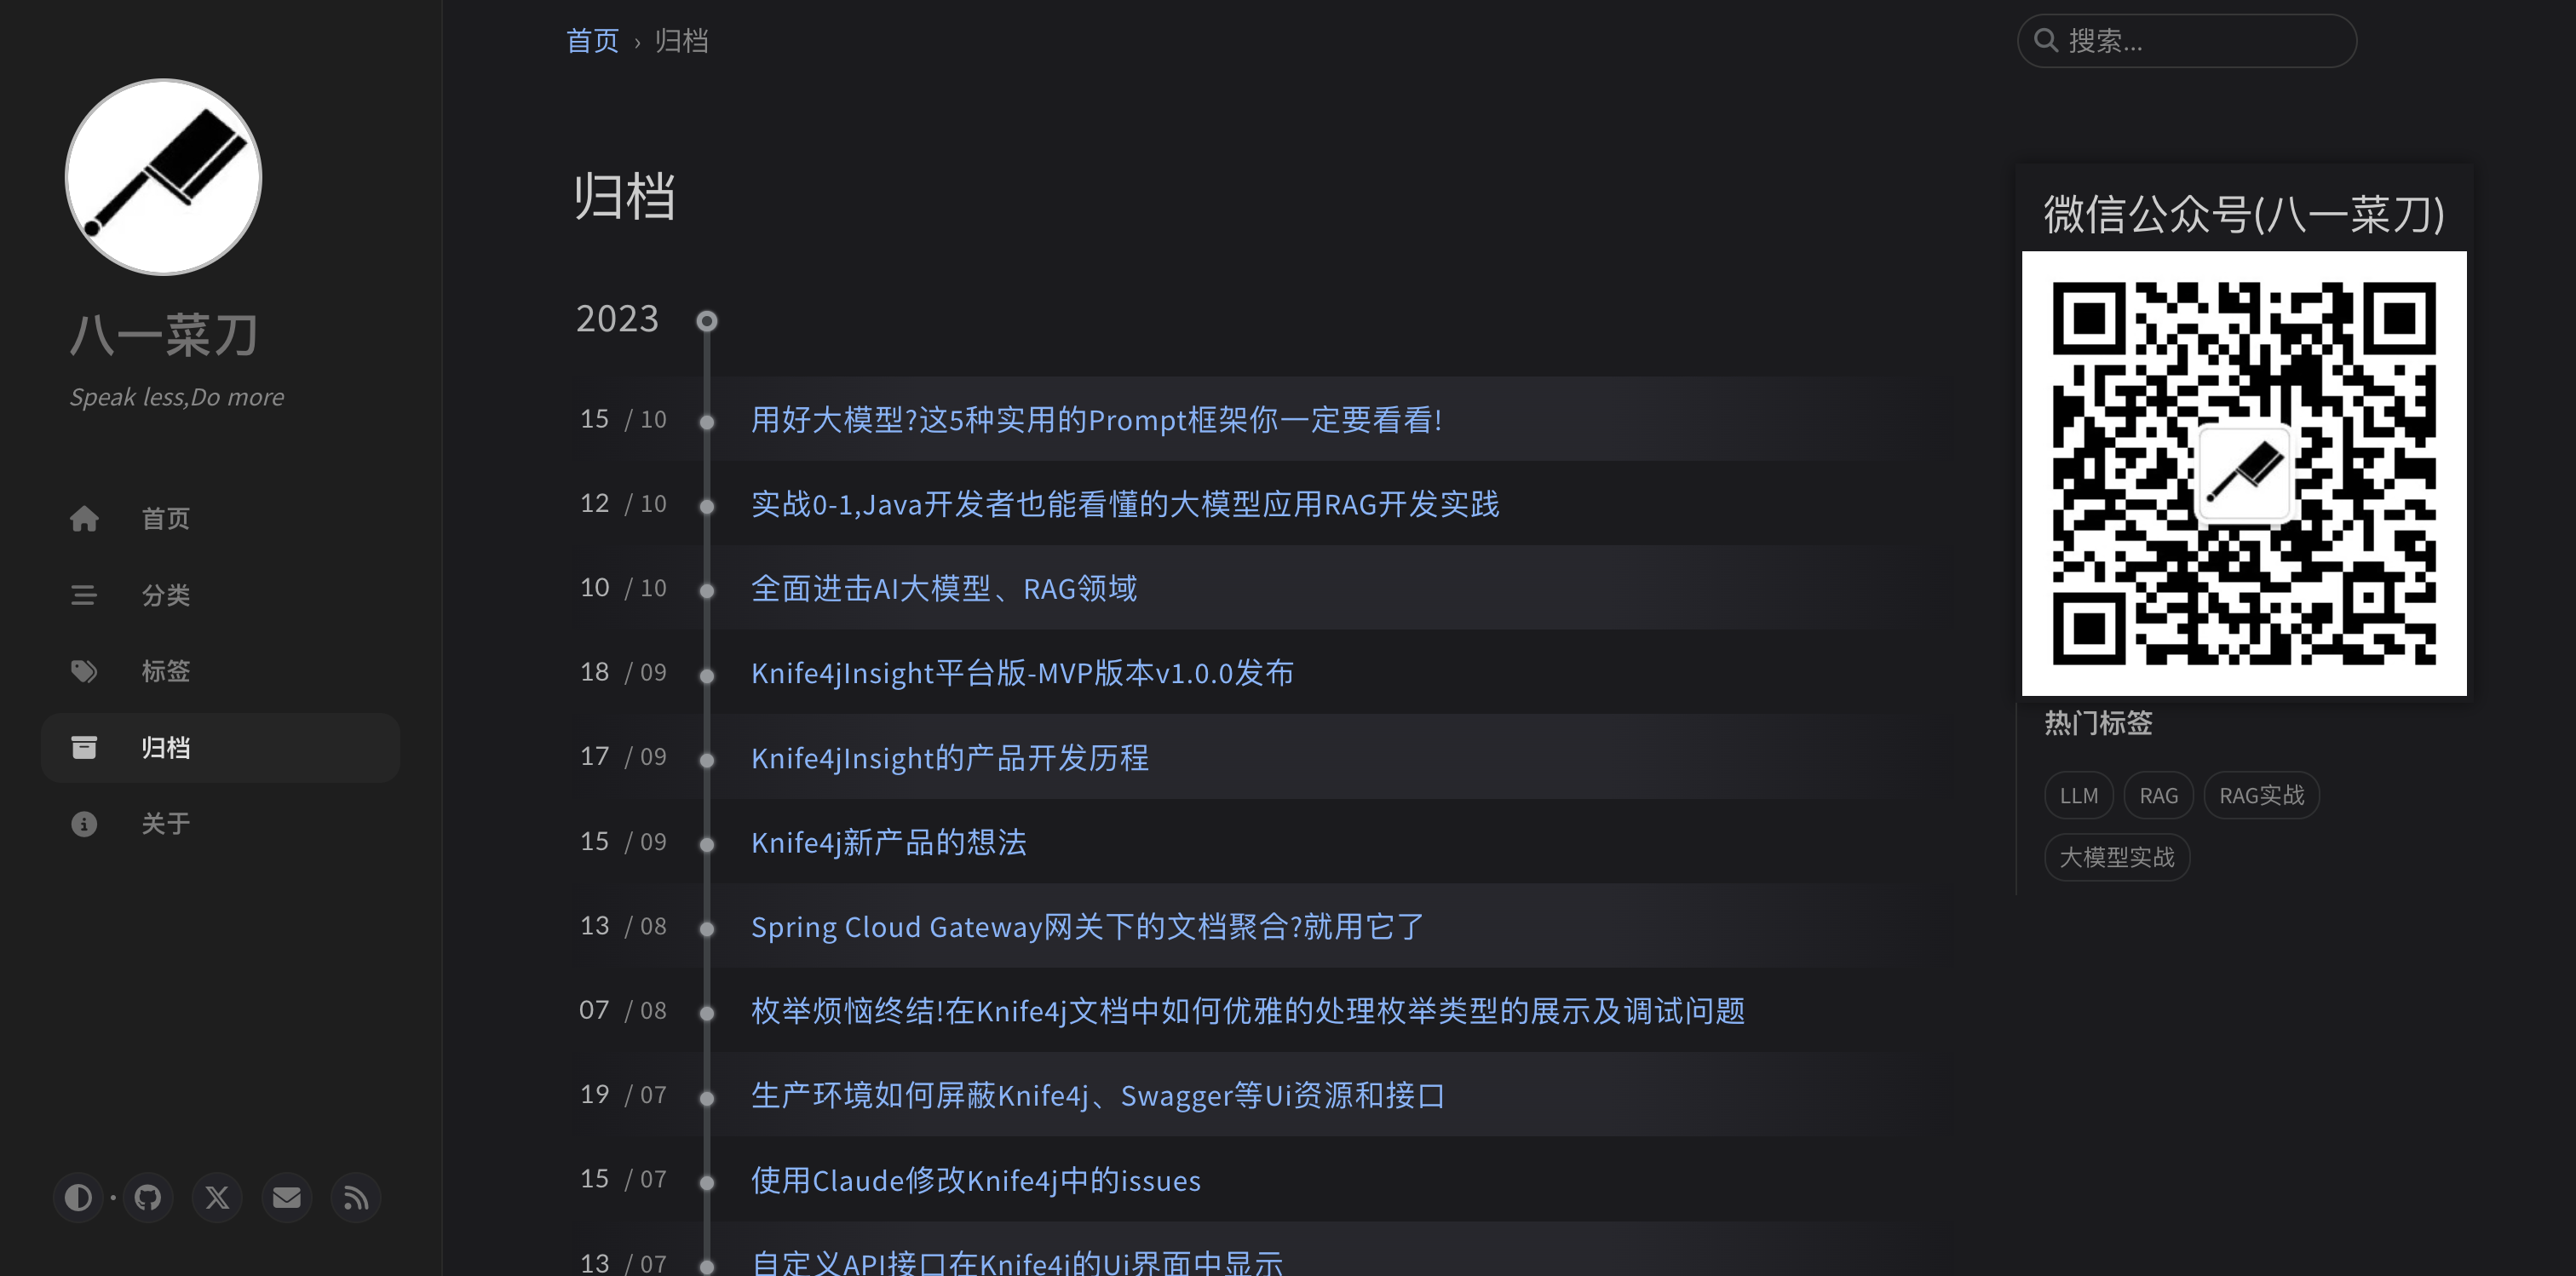 八一菜刀
Speak less,Do more
首页
分类
标签
归档
关于
首页 › 归档
搜索...
归档
2023
15 / 10 用好大模型?这5种实用的Prompt框架你一定要看看!
12 / 10 实战0-1,Java开发者也能看懂的大模型应用RAG开发实践
10 / 10 全面进击AI大模型、RAG领域
18 / 09 Knife4jInsight平台版-MVP版本v1.0.0发布
17 / 09 Knife4jInsight的产品开发历程
15 / 09 Knife4j新产品的想法
13 / 08 Spring Cloud Gateway网关下的文档聚合?就用它了
07 / 08 枚举烦恼终结!在Knife4j文档中如何优雅的处理枚举类型的展示及调试问题
19 / 07 生产环境如何屏蔽Knife4j、Swagger等Ui资源和接口
15 / 07 使用Claude修改Knife4j中的issues
13 / 07 自定义API接口在Knife4j的Ui界面中显示
微信公众号(八一菜刀)
热门标签
LLM RAG RAG实战
大模型实战